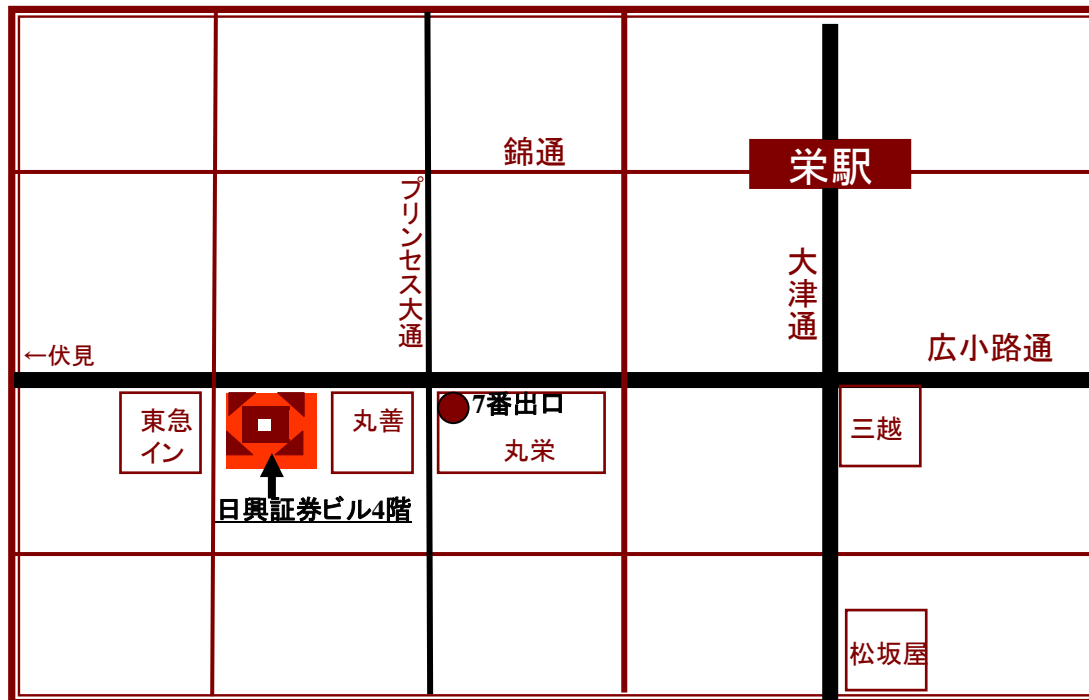 錦通
栄駅
プリンセス大通
大津通
広小路通
←伏見
東急
イン
丸善
7番出口
丸栄
三越
日興証券ビル4階
松坂屋